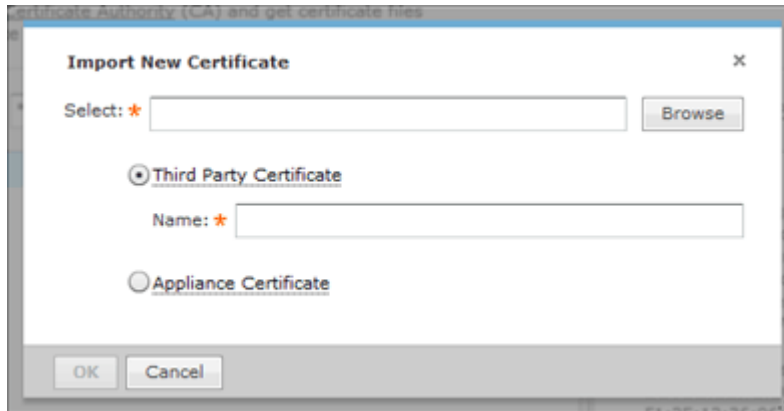 Certificate Authority (CA) and get certificate files
Import New Certificate ×
Select: * Browse
Third Party Certificate
Name: *
Appliance Certificate
OK Cancel